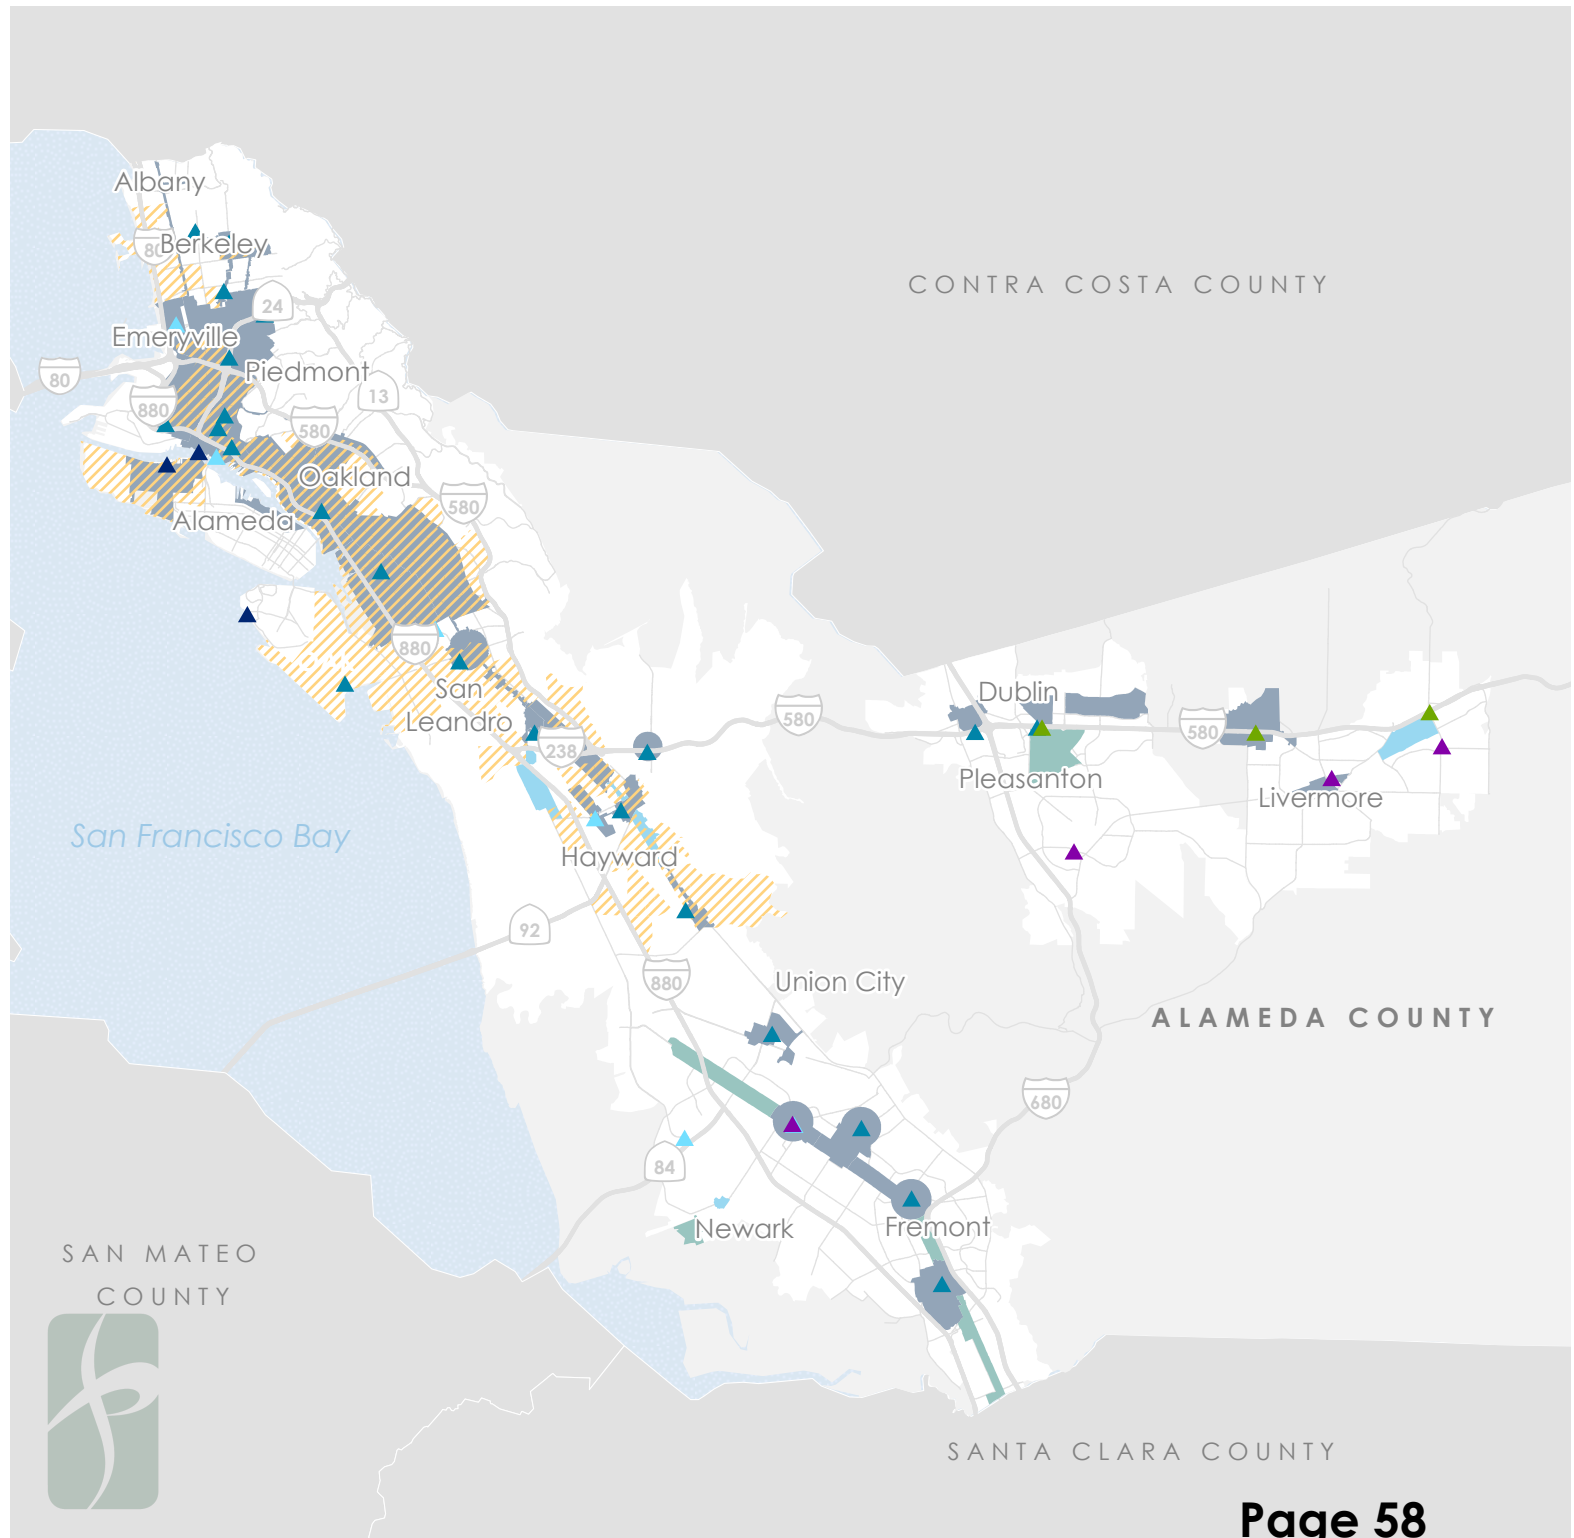 Albany
80
Berkeley
CONTRA COSTA COUNTY
24
Emeryville
80
Piedmont
13
880
580
Oakland
580
Alameda
880
San
Leandro
Dublin
580
580
238
Pleasanton
Livermore
San Francisco Bay
Hayward
92
880
Union City
ALAMEDA COUNTY
680
84
Newark
Fremont
SAN MATEO
COUNTY
SANTA CLARA COUNTY
Page 58